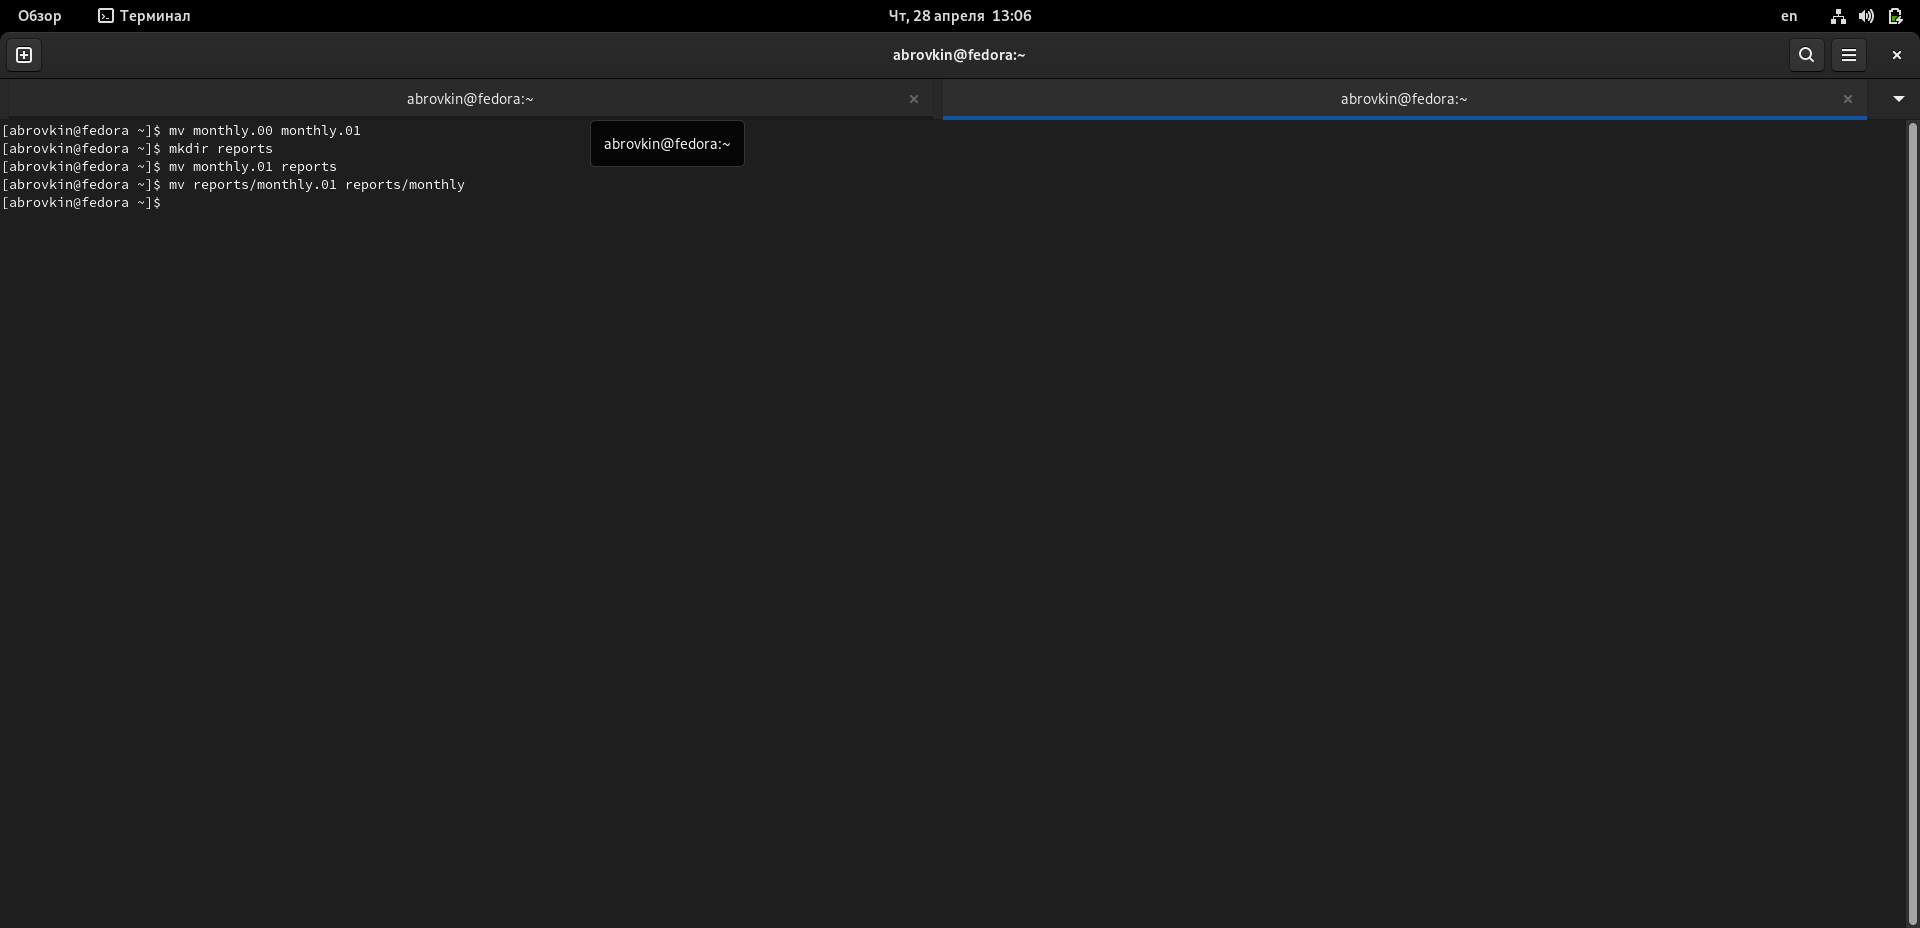 Обзор Терминал Чт, 28 апреля 13:06 en
abrovkin@fedora:~
abrovkin@fedora:~ abrovkin@fedora:~
[abrovkin@fedora ~]$ mv monthly.00 monthly.01
abrovkin@fedora:~
[abrovkin@fedora ~]$ mkdir reports
[abrovkin@fedora ~]$ mv monthly.01 reports
[abrovkin@fedora ~]$ mv reports/monthly.01 reports/monthly
[abrovkin@fedora ~]$